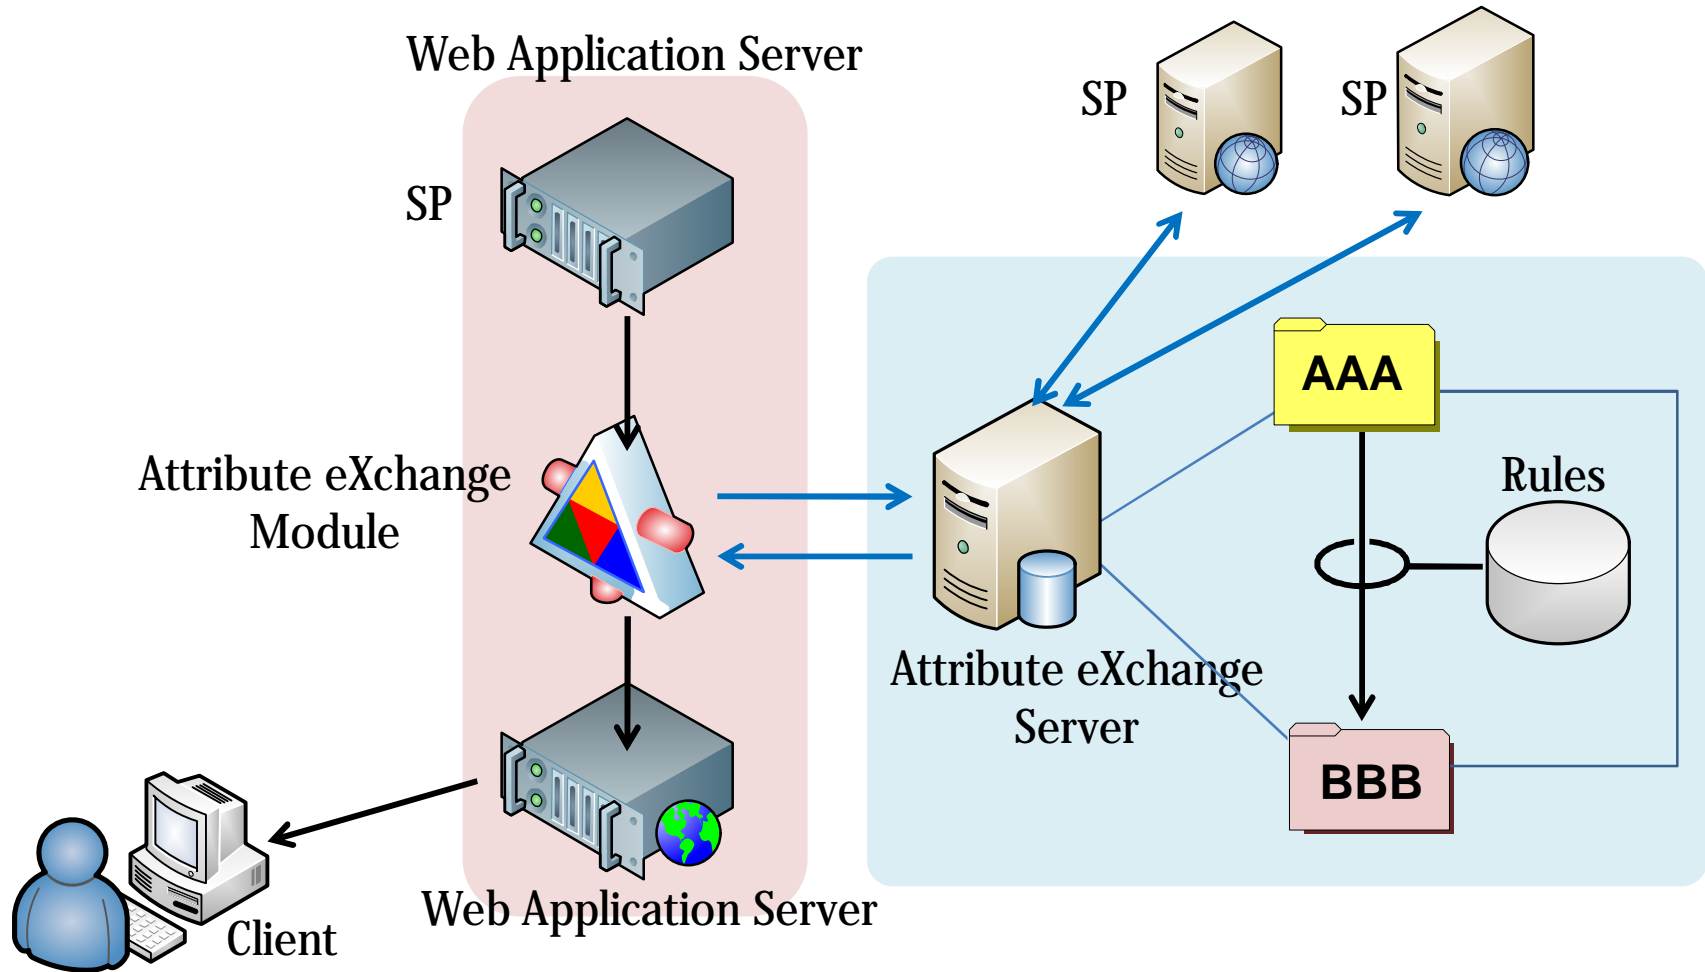 Web Application Server
SP
SP
SP
AAA
Attribute eXchange
Module
Rules
Attribute eXchange
Server
BBB
Web Application Server
Client